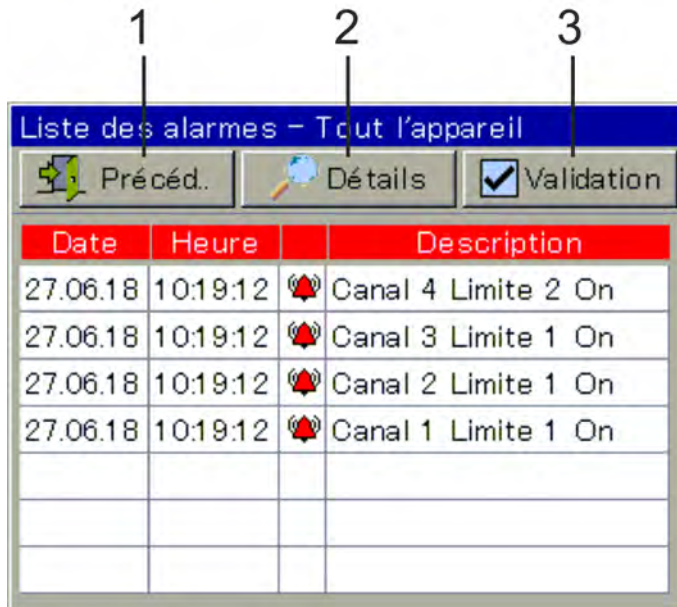 1 2 3
Liste des alarmes - Tout l'appareil
Précéd.. Détails Validation
Date Heure Description
27.06.18 10:19:12 Canal 4 Limite 2 On
27.06.18 10:19:12 Canal 3 Limite 1 On
27.06.18 10:19:12 Canal 2 Limite 1 On
27.06.18 10:19:12 Canal 1 Limite 1 On